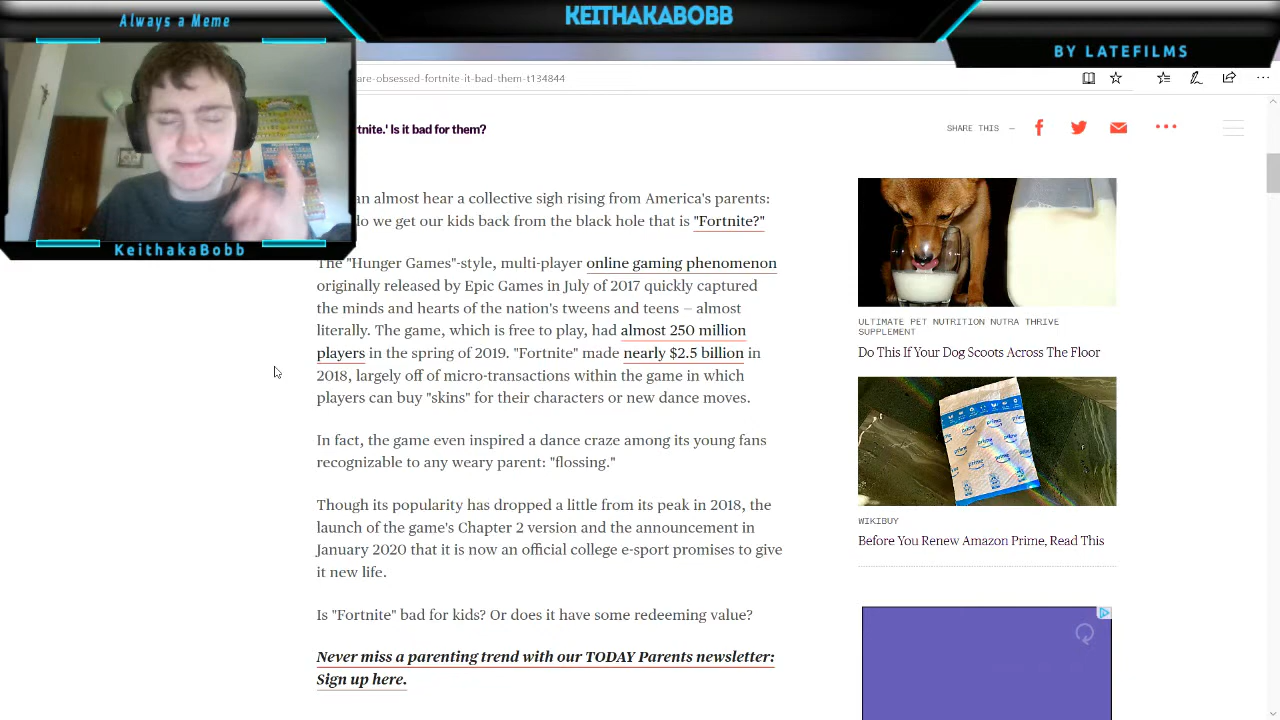 Always a Meme
KEITHAKABOBB
BY LATEFILMS
are-obsessed-fortnite-it-bad-them-t134844
rtnite.' Is it bad for them?
SHARE THIS –
KeithakaBobb
an almost hear a collective sigh rising from America's parents:
do we get our kids back from the black hole that is "Fortnite?"
The "Hunger Games"-style, multi-player online gaming phenomenon
originally released by Epic Games in July of 2017 quickly captured
the minds and hearts of the nation's tweens and teens — almost
literally. The game, which is free to play, had almost 250 million
players in the spring of 2019. "Fortnite" made nearly $2.5 billion in
2018, largely off of micro-transactions within the game in which
players can buy "skins" for their characters or new dance moves.
In fact, the game even inspired a dance craze among its young fans
recognizable to any weary parent: "flossing."
Though its popularity has dropped a little from its peak in 2018, the
launch of the game's Chapter 2 version and the announcement in
January 2020 that it is now an official college e-sport promises to give
it new life.
Is "Fortnite" bad for kids? Or does it have some redeeming value?
Never miss a parenting trend with our TODAY Parents newsletter:
Sign up here.
ULTIMATE PET NUTRITION NUTRA THRIVE
SUPPLEMENT
Do This If Your Dog Scoots Across The Floor
prime
WIKIBUY
Before You Renew Amazon Prime, Read This